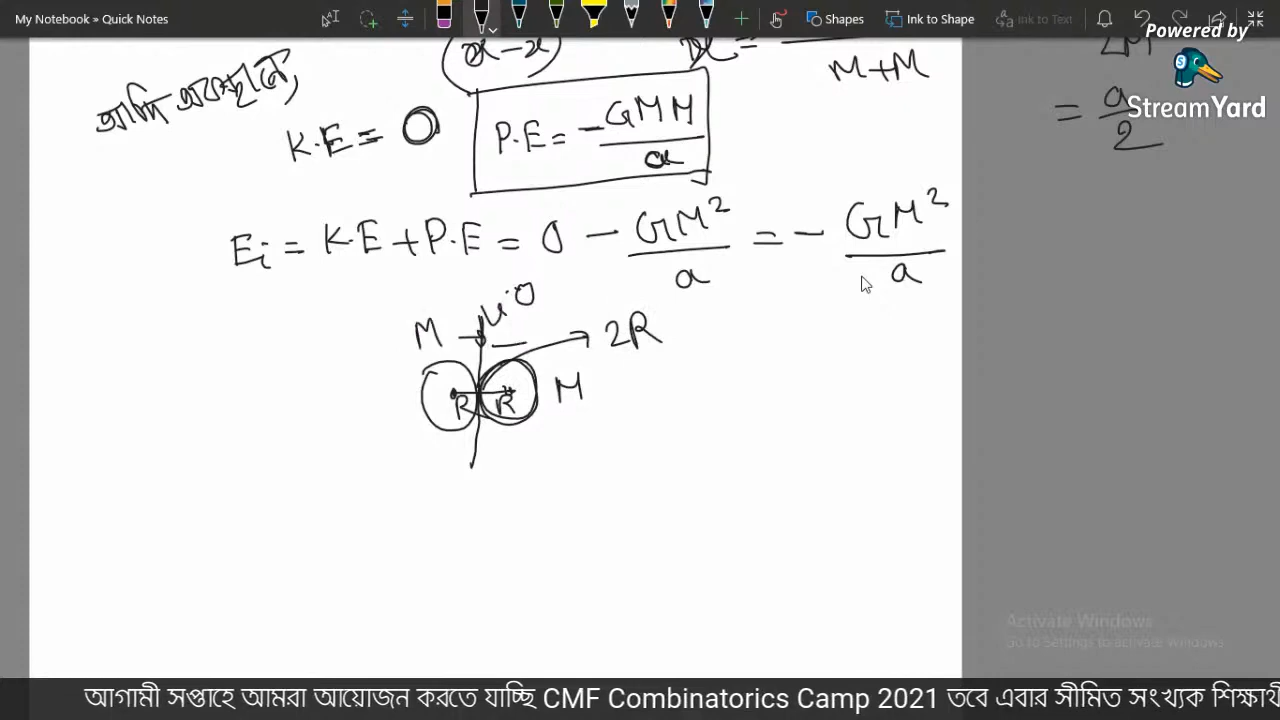 My Notebook » Quick Notes
Shapes
Ink to Shape
Ink to Text
Powered by
StreamYard
M+M
= a/2
আদি অবস্থানে,
K.E = 0
P.E = -GMM/a
Ei = K.E + P.E = 0 - GM²/a = - GM²/a
M
2R
R R
M
Activate Windows
Go to Settings to activate Windows.
আগামী সপ্তাহে আমরা আয়োজন করতে যাচ্ছি CMF Combinatorics Camp 2021 তবে এবার সীমিত সংখ্যক শিক্ষার্থী